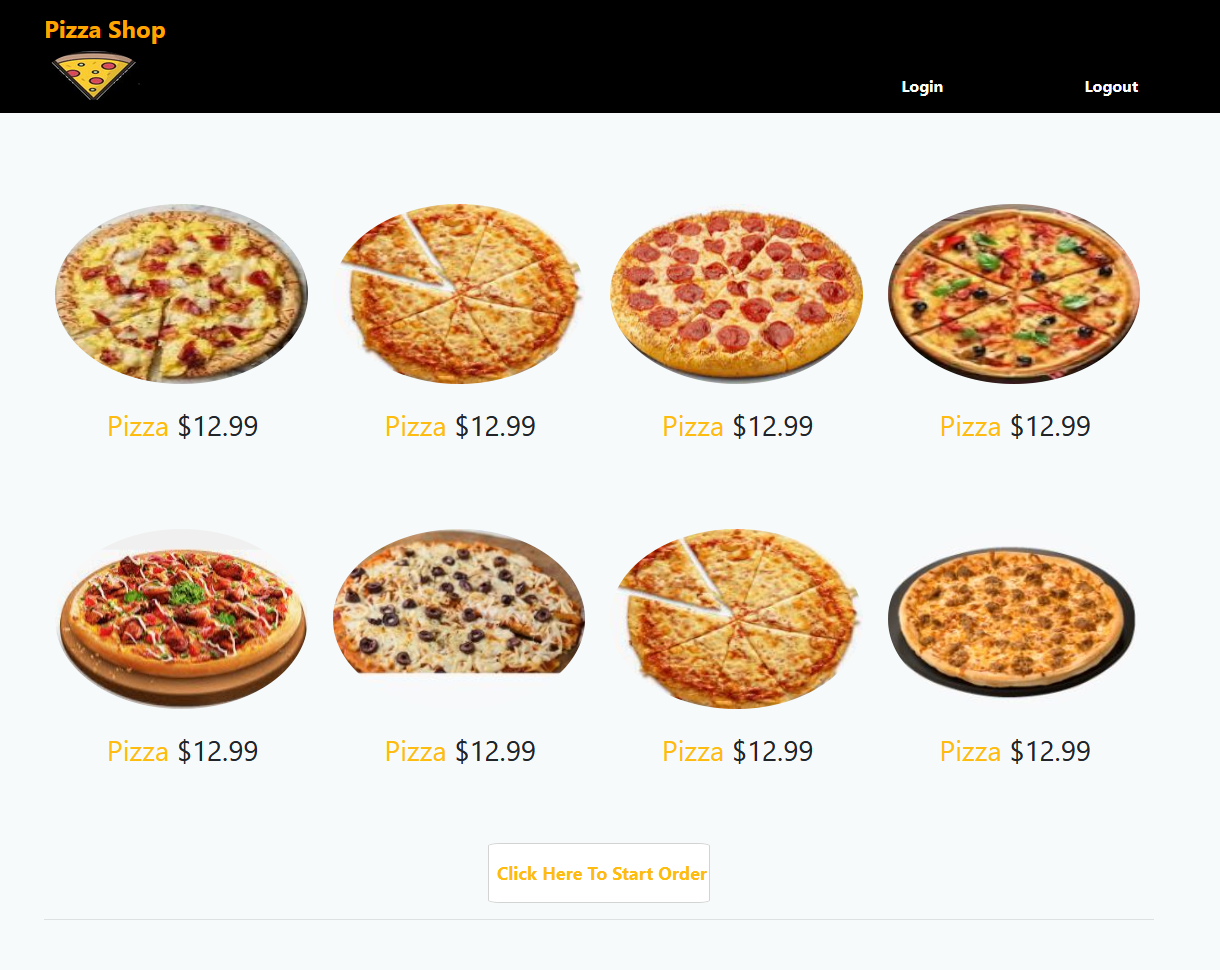 Pizza Shop
Login Logout
Pizza $12.99 Pizza $12.99 Pizza $12.99 Pizza $12.99
Pizza $12.99 Pizza $12.99 Pizza $12.99 Pizza $12.99
Click Here To Start Order